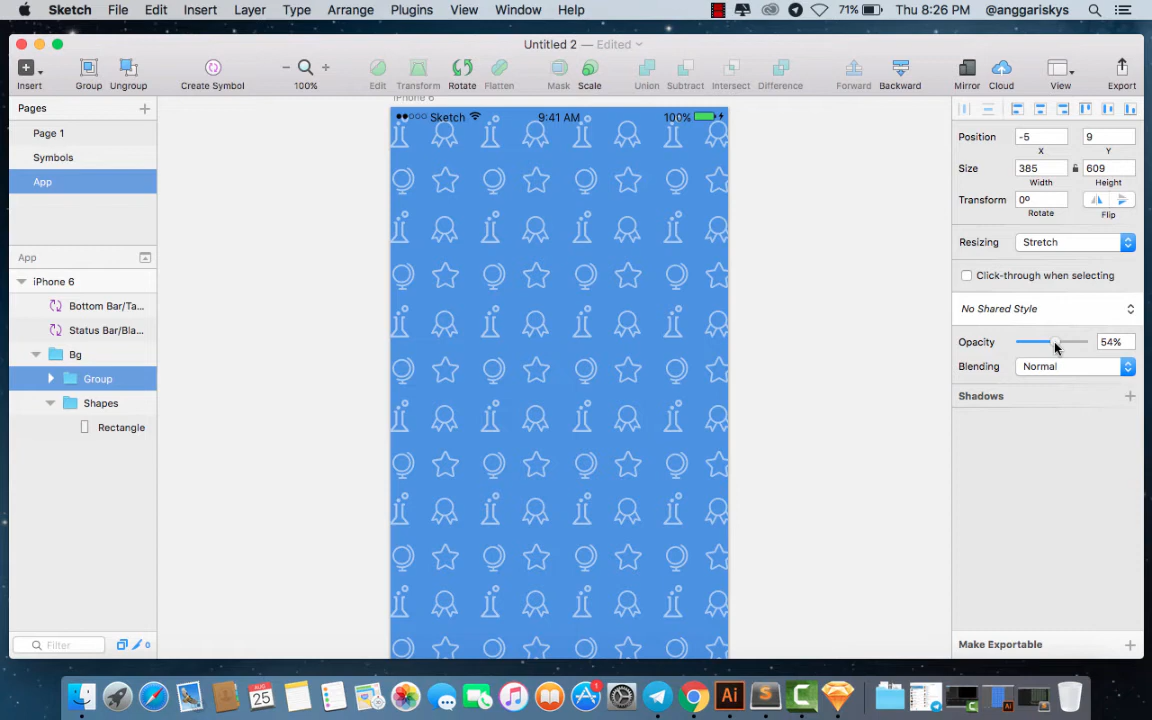 Sketch File Edit Insert Layer Type Arrange Plugins View Window Help 71% Thu 8:26 PM @anggariskys
Untitled 2 — Edited
Insert Group Ungroup Create Symbol 100% Edit Transform Rotate Flatten Mask Scale Union Subtract Intersect Difference Forward Backward Mirror Cloud View Export
Pages
Page 1
Symbols
App
App
iPhone 6
Bottom Bar/Ta...
Status Bar/Bla...
Bg
Group
Shapes
Rectangle
Filter
0
iPhone 6
Sketch 9:41 AM 100%
Position -5 9
X Y
Size 385 609
Width Height
Transform 0º
Rotate Flip
Resizing Stretch
Click-through when selecting
No Shared Style
Opacity 54%
Blending Normal
Shadows
Make Exportable
AUG
25
1
Ai
S
C